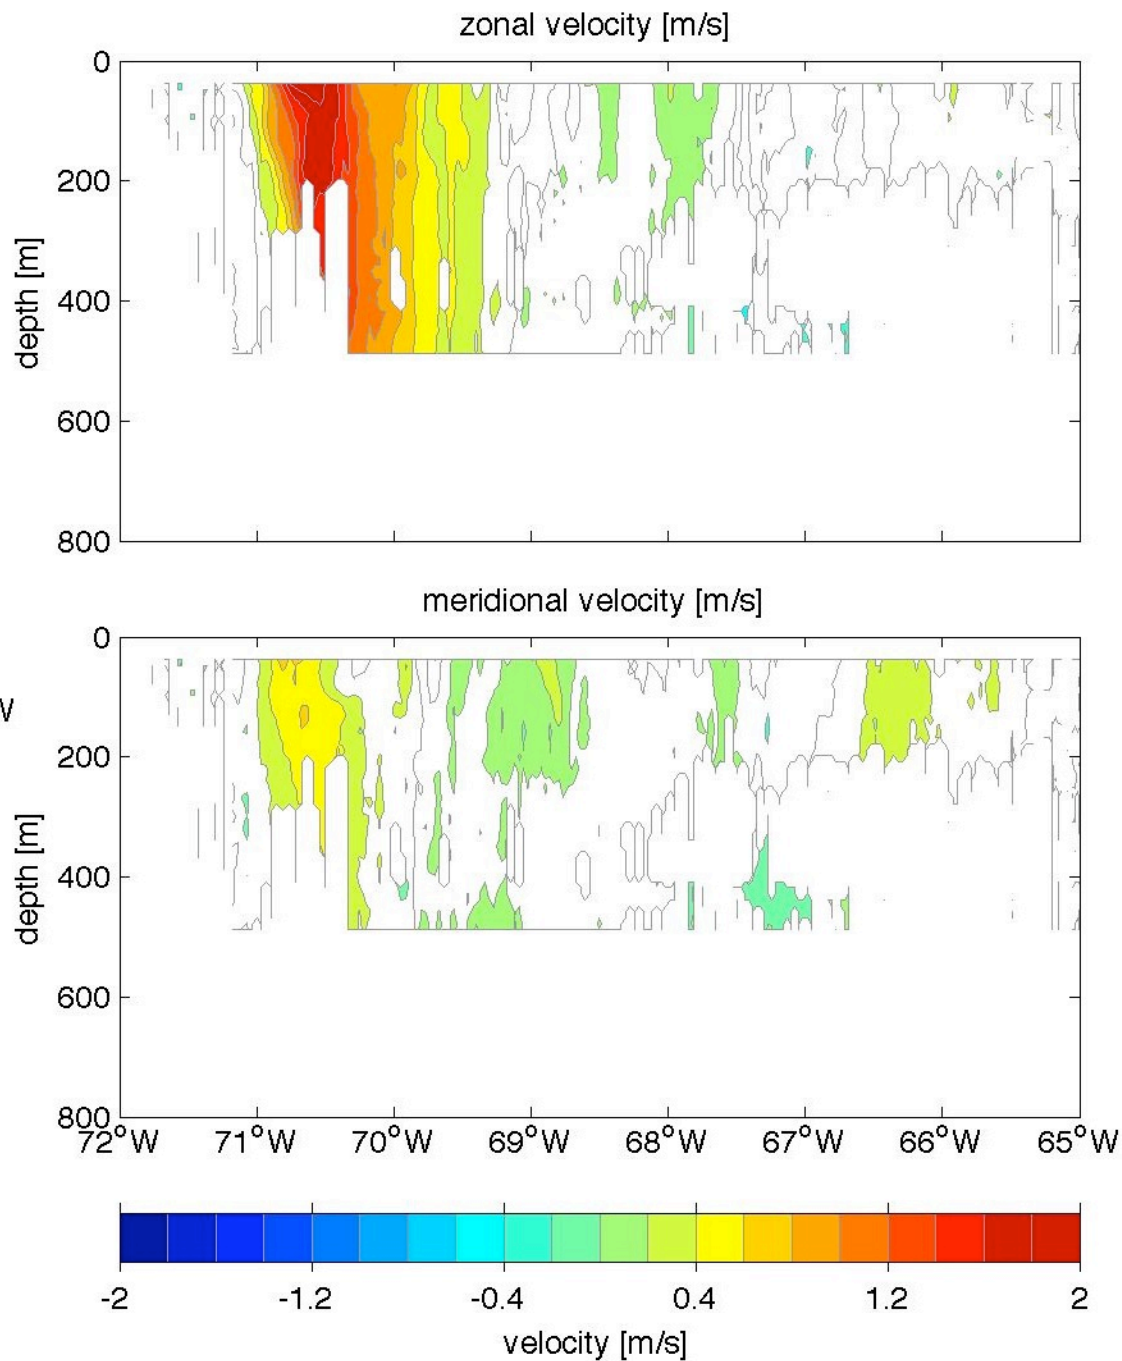 zonal velocity [m/s]
0
200
400
600
800
depth [m]
meridional velocity [m/s]
0
200
400
600
800
depth [m]
W
72°W 71°W 70°W 69°W 68°W 67°W 66°W 65°W
-2 -1.2 -0.4 0.4 1.2 2
velocity [m/s]